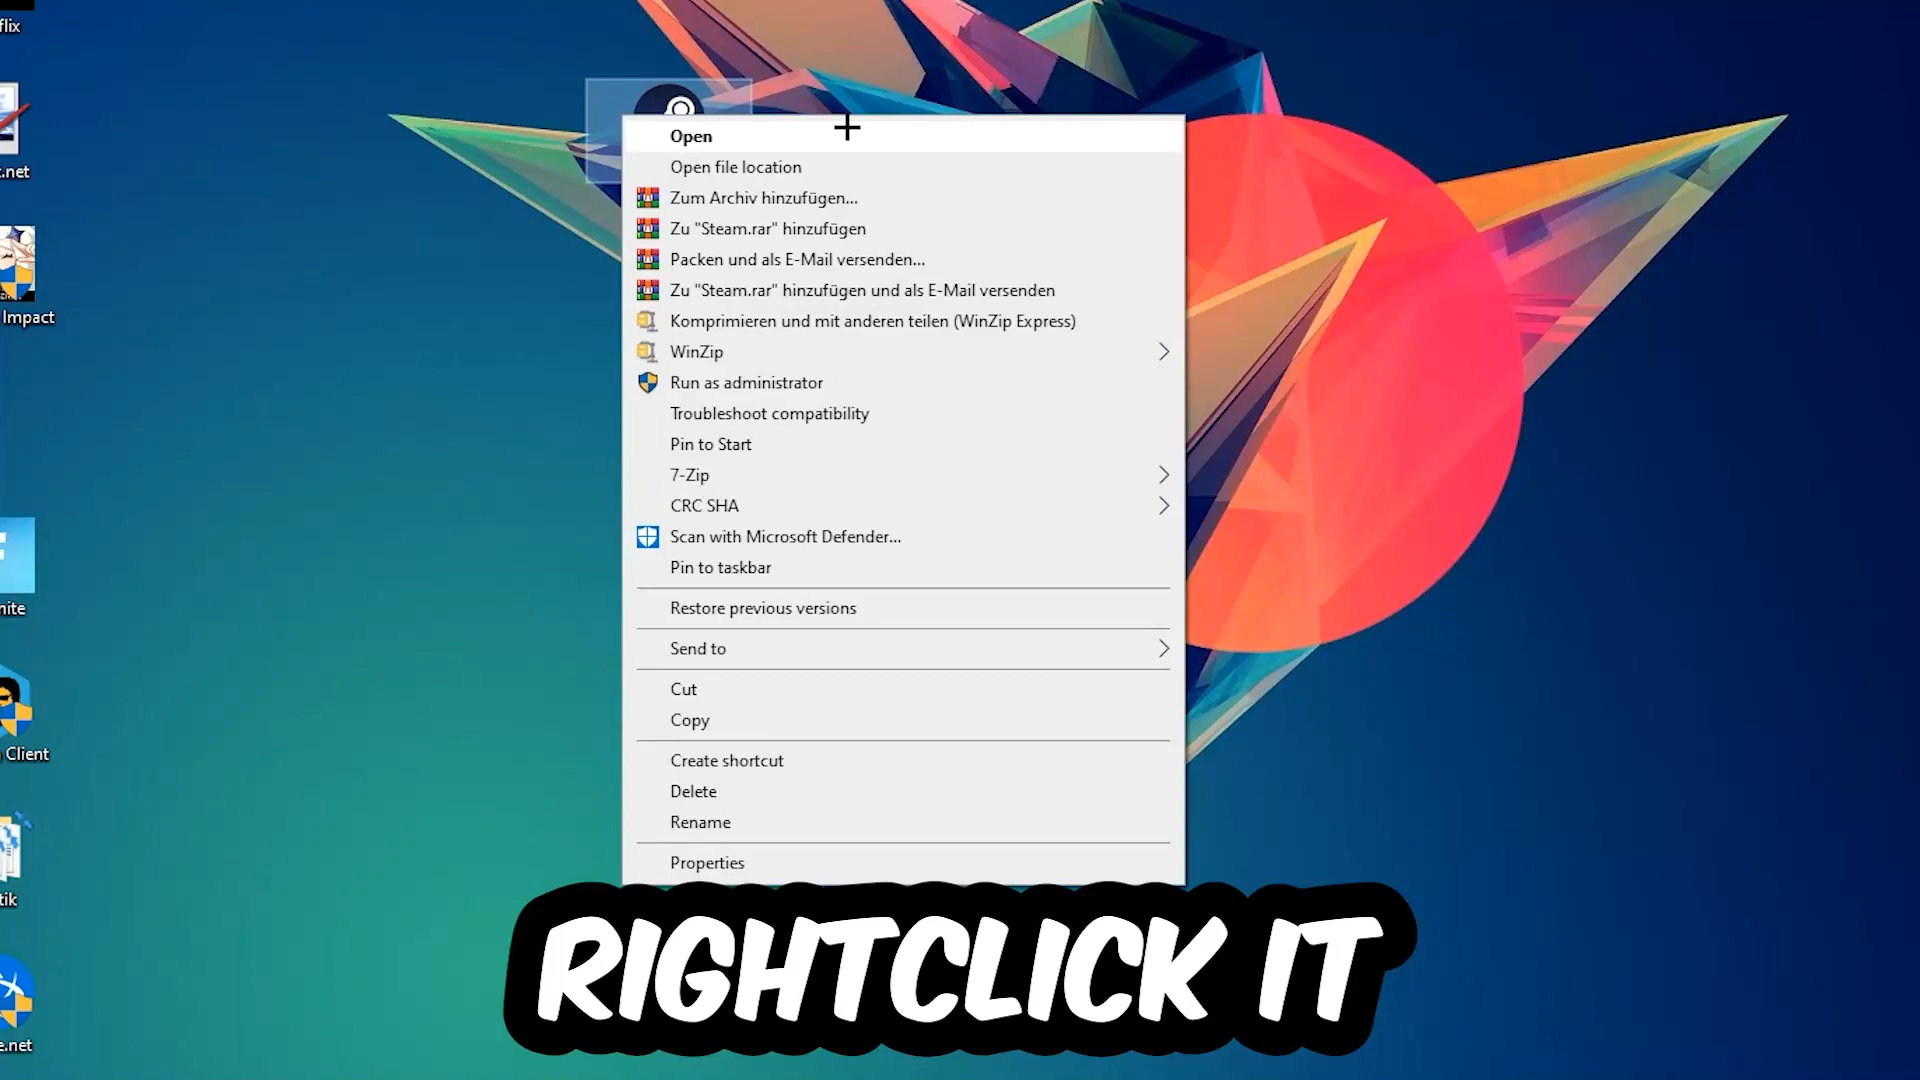 flix
.net
Impact
nite
Client
tik
e.net
Open
Open file location
Zum Archiv hinzufügen...
Zu "Steam.rar" hinzufügen
Packen und als E-Mail versenden...
Zu "Steam.rar" hinzufügen und als E-Mail versenden
Komprimieren und mit anderen teilen (WinZip Express)
WinZip
Run as administrator
Troubleshoot compatibility
Pin to Start
7-Zip
CRC SHA
Scan with Microsoft Defender...
Pin to taskbar
Restore previous versions
Send to
Cut
Copy
Create shortcut
Delete
Rename
Properties
RIGHTCLICK IT